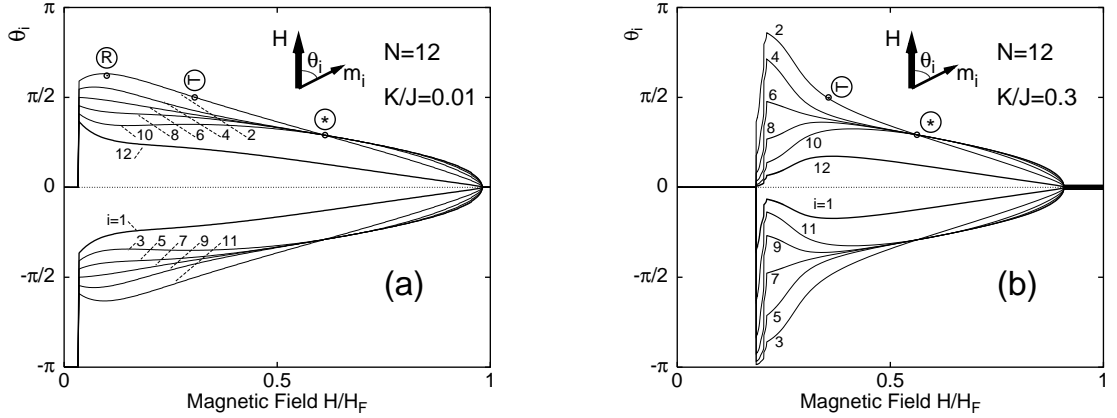 π
θi
R
T
H
θi
mi
N=12
π/2
K/J=0.01
*
10
8
6
4
2
12
0
i=1
3
5
7
9
11
-π/2
(a)
-π
0
0.5
1
Magnetic Field H/HF
π
θi
2
H
θi
mi
N=12
4
T
π/2
K/J=0.3
6
*
8
10
12
0
i=1
11
9
7
-π/2
(b)
5
3
-π
0
0.5
1
Magnetic Field H/HF